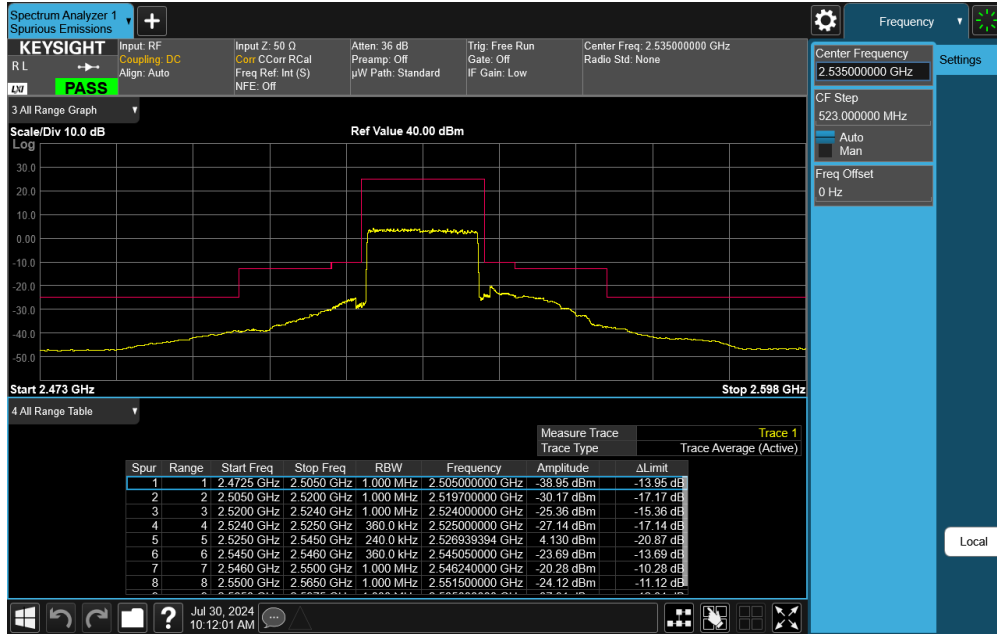 Spectrum Analyzer 1
Spurious Emissions
Frequency
KEYSIGHT
R L
LXI
PASS
Input: RF
Coupling: DC
Align: Auto
Input Z: 50 Ω
Corr CCorr RCal
Freq Ref: Int (S)
NFE: Off
Atten: 36 dB
Preamp: Off
µW Path: Standard
Trig: Free Run
Gate: Off
IF Gain: Low
Center Freq: 2.535000000 GHz
Radio Std: None
Center Frequency
2.535000000 GHz
Settings
CF Step
523.000000 MHz
Auto
Man
Freq Offset
0 Hz
Local
3 All Range Graph
Scale/Div 10.0 dB
Ref Value 40.00 dBm
Log
30.0
20.0
10.0
0.00
-10.0
-20.0
-30.0
-40.0
-50.0
Start 2.473 GHz
Stop 2.598 GHz
4 All Range Table
Measure Trace Trace 1
Trace Type Trace Average (Active)
Spur Range Start Freq Stop Freq RBW Frequency Amplitude ΔLimit
1 1 2.4725 GHz 2.5050 GHz 1.000 MHz 2.505000000 GHz -38.95 dBm -13.95 dB
2 2 2.5050 GHz 2.5200 GHz 1.000 MHz 2.519700000 GHz -30.17 dBm -17.17 dB
3 3 2.5200 GHz 2.5240 GHz 1.000 MHz 2.524000000 GHz -25.36 dBm -15.36 dB
4 4 2.5240 GHz 2.5250 GHz 360.0 kHz 2.525000000 GHz -27.14 dBm -17.14 dB
5 5 2.5250 GHz 2.5450 GHz 240.0 kHz 2.526939394 GHz 4.130 dBm -20.87 dB
6 6 2.5450 GHz 2.5460 GHz 360.0 kHz 2.545050000 GHz -23.69 dBm -13.69 dB
7 7 2.5460 GHz 2.5500 GHz 1.000 MHz 2.546240000 GHz -20.28 dBm -10.28 dB
8 8 2.5500 GHz 2.5650 GHz 1.000 MHz 2.551500000 GHz -24.12 dBm -11.12 dB
Jul 30, 2024
10:12:01 AM